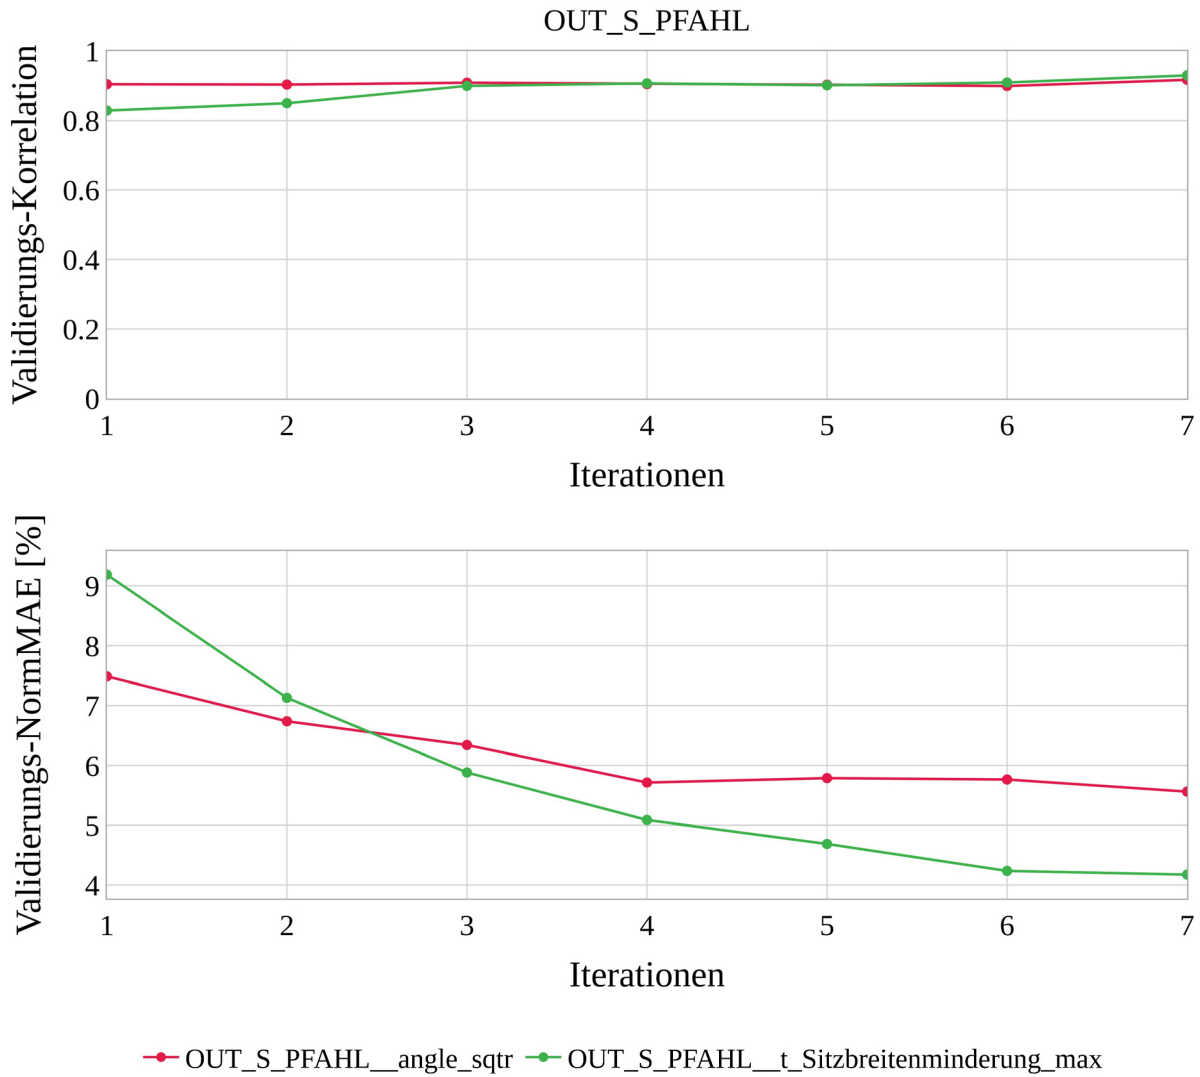 OUT_S_PFAHL
Validierungs-Korrelation
1
0.8
0.6
0.4
0.2
0
1 2 3 4 5 6 7
Iterationen
Validierungs-NormMAE [%]
9
8
7
6
5
4
1 2 3 4 5 6 7
Iterationen
OUT_S_PFAHL__angle_sqtr OUT_S_PFAHL__t_Sitzbreitenminderung_max